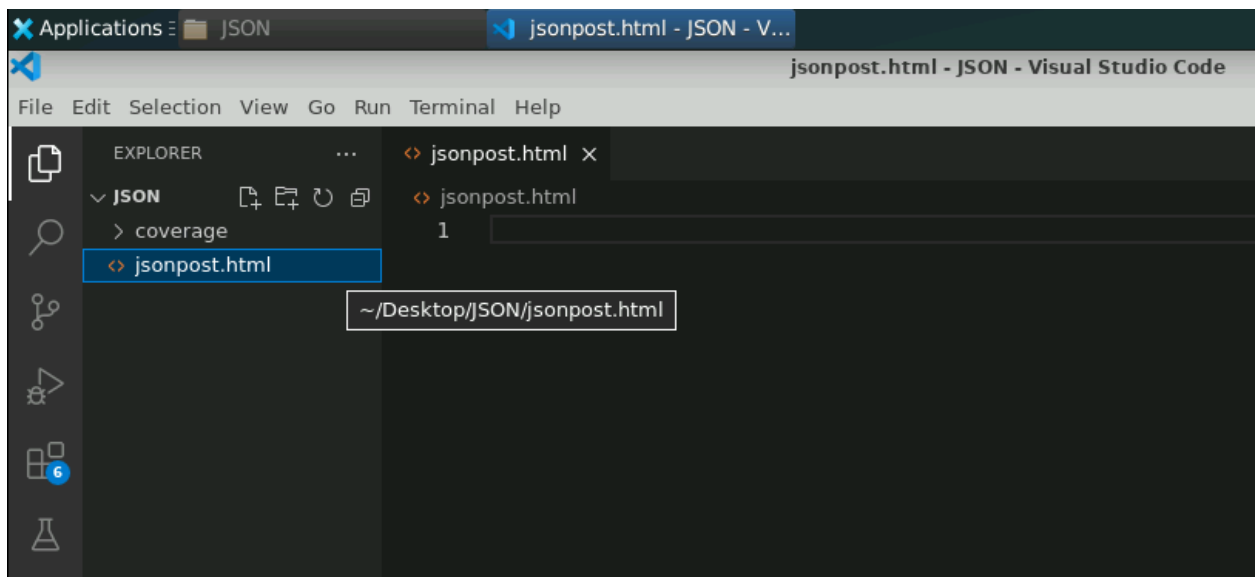 Applications JSON jsonpost.html - JSON - V...
jsonpost.html - JSON - Visual Studio Code
File Edit Selection View Go Run Terminal Help
EXPLORER ... jsonpost.html
JSON jsonpost.html
coverage 1
jsonpost.html
~/Desktop/JSON/jsonpost.html
6